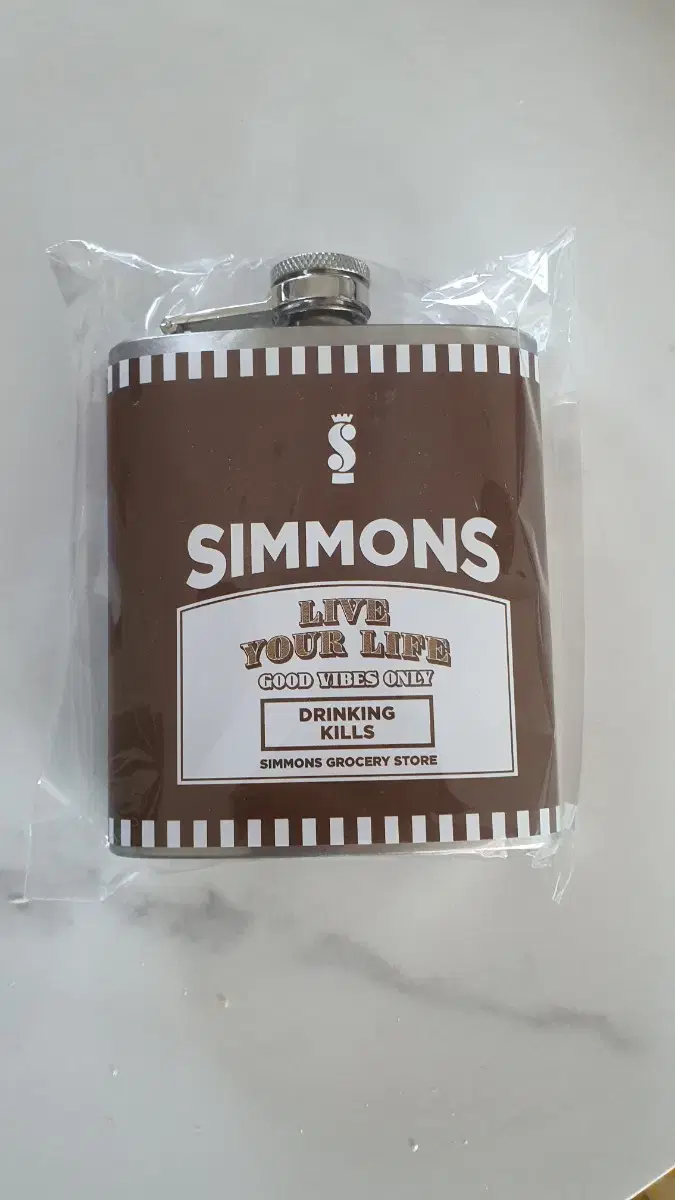 SIMMONS
LIVE
YOUR LIFE
GOOD VIBES ONLY
DRINKING
KILLS
SIMMONS GROCERY STORE